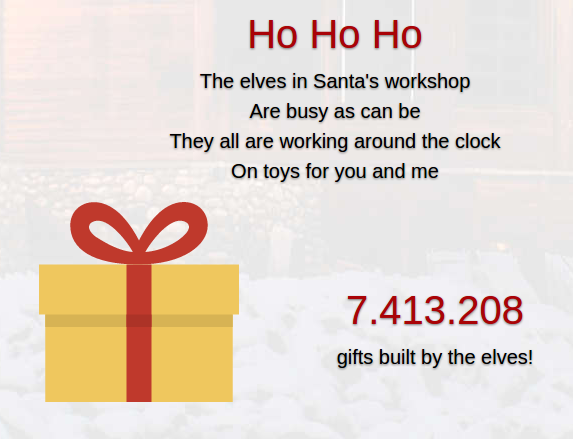 Ho Ho Ho
The elves in Santa's workshop
Are busy as can be
They all are working around the clock
On toys for you and me
7.413.208
gifts built by the elves!